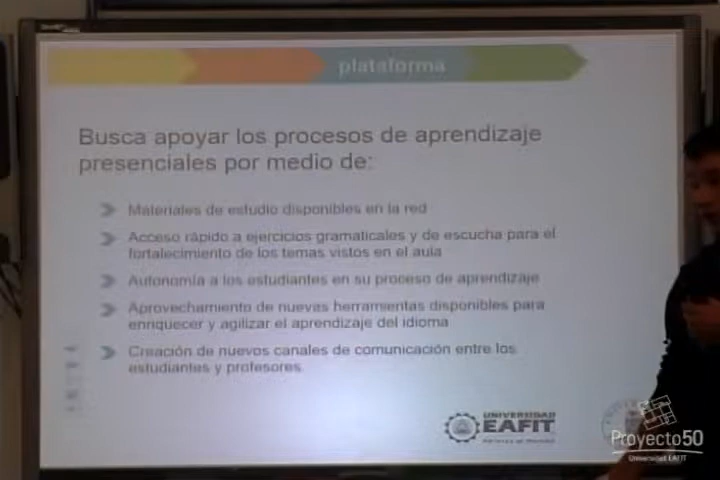 plataforma
Busca apoyar los procesos de aprendizaje
presenciales por medio de:
Materiales de estudio disponibles en la red
Acceso rápido a ejercicios gramaticales y de escucha para el
fortalecimiento de los temas vistos en el aula
Autonomía a los estudiantes en su proceso de aprendizaje
Aprovechamiento de nuevas herramientas disponibles para
enriquecer y agilizar el aprendizaje del idioma
Creación de nuevos canales de comunicación entre los
estudiantes y profesores.
UNIVERSIDAD
EAFIT
Proyecto50
Universidad EAFIT